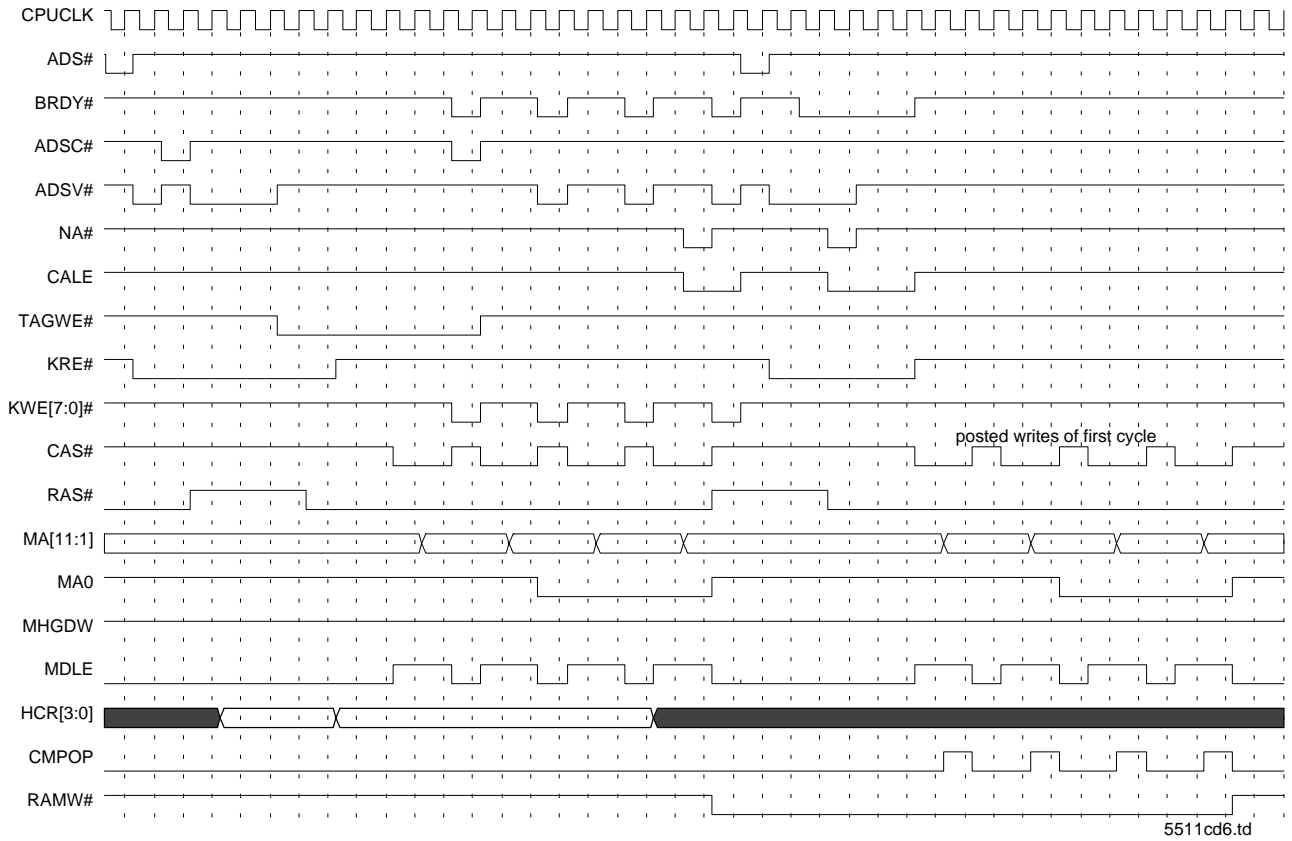 CPUCLK
ADS#
BRDY#
ADSC#
ADSV#
NA#
CALE
TAGWE#
KRE#
KWE[7:0]#
posted writes of first cycle
CAS#
RAS#
MA[11:1]
MA0
MHGDW
MDLE
HCR[3:0]
CMPOP
RAMW#
5511cd6.td